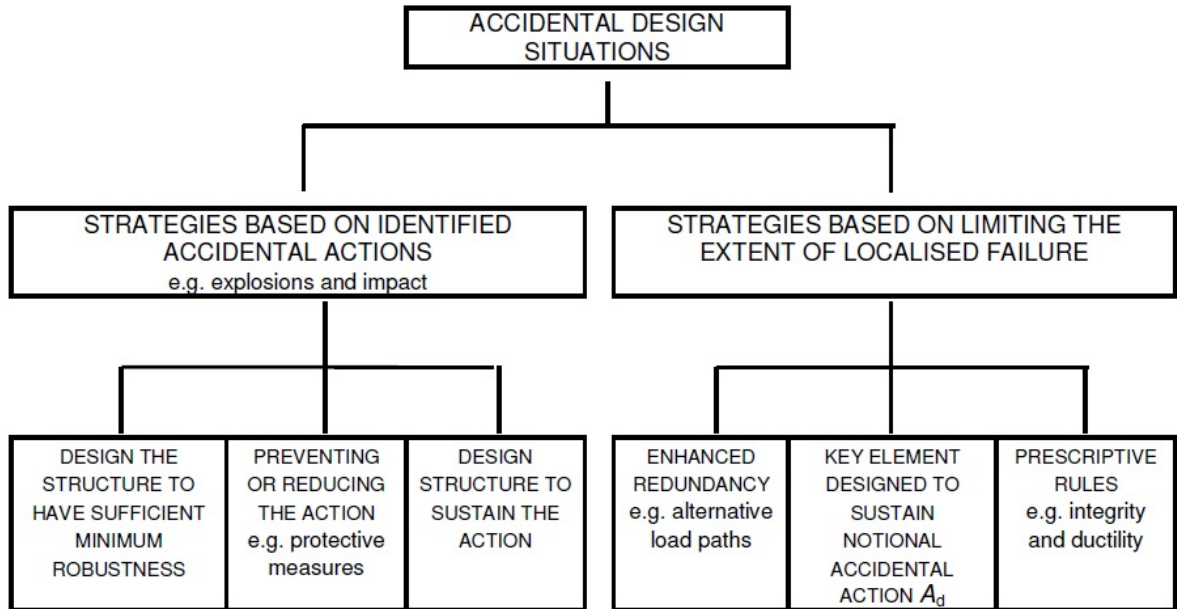 ACCIDENTAL DESIGN
SITUATIONS
STRATEGIES BASED ON IDENTIFIED
ACCIDENTAL ACTIONS
e.g. explosions and impact
STRATEGIES BASED ON LIMITING THE
EXTENT OF LOCALISED FAILURE
DESIGN THE
STRUCTURE TO
HAVE SUFFICIENT
MINIMUM
ROBUSTNESS
PREVENTING
OR REDUCING
THE ACTION
e.g. protective
measures
DESIGN
STRUCTURE TO
SUSTAIN THE
ACTION
ENHANCED
REDUNDANCY
e.g. alternative
load paths
KEY ELEMENT
DESIGNED TO
SUSTAIN
NOTIONAL
ACCIDENTAL
ACTION Ad
PRESCRIPTIVE
RULES
e.g. integrity
and ductility